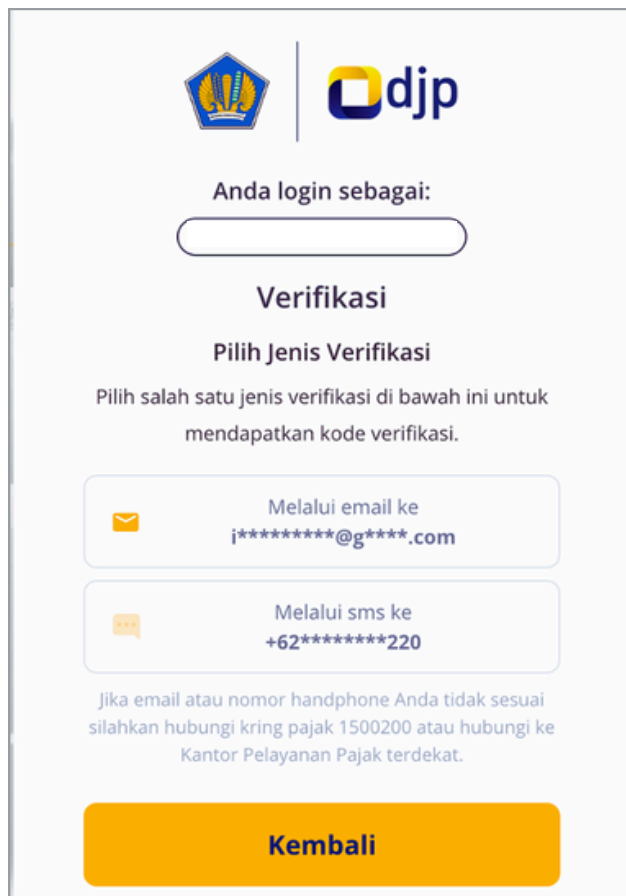 djp
Anda login sebagai:
Verifikasi
Pilih Jenis Verifikasi
Pilih salah satu jenis verifikasi di bawah ini untuk
mendapatkan kode verifikasi.
Melalui email ke
i*********@g****.com
Melalui sms ke
+62********220
Jika email atau nomor handphone Anda tidak sesuai
silahkan hubungi kring pajak 1500200 atau hubungi ke
Kantor Pelayanan Pajak terdekat.
Kembali